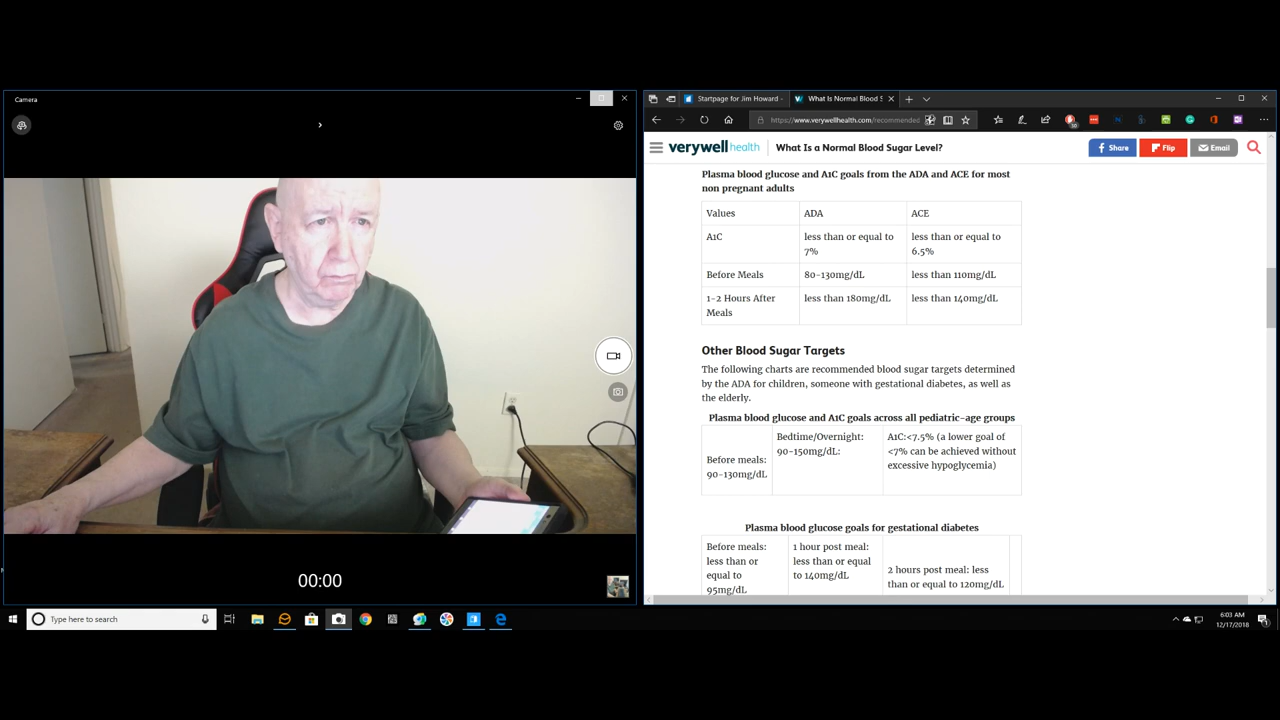 Camera
00:00
Startpage for Jim Howard -
What Is Normal Blood S
https://www.verywellhealth.com/recommended
verywell health
What Is a Normal Blood Sugar Level?
Share
Flip
Email
Plasma blood glucose and A1C goals from the ADA and ACE for most
non pregnant adults
Values ADA ACE
A1C less than or equal to 7% less than or equal to 6.5%
Before Meals 80-130mg/dL less than 110mg/dL
1-2 Hours After Meals less than 180mg/dL less than 140mg/dL
Other Blood Sugar Targets
The following charts are recommended blood sugar targets determined
by the ADA for children, someone with gestational diabetes, as well as
the elderly.
Plasma blood glucose and A1C goals across all pediatric-age groups
Before meals:
90-130mg/dL
Bedtime/Overnight:
90-150mg/dL:
A1C:<7.5% (a lower goal of
<7% can be achieved without
excessive hypoglycemia)
Plasma blood glucose goals for gestational diabetes
Before meals:
less than or
equal to
95mg/dL
1 hour post meal:
less than or equal
to 140mg/dL
2 hours post meal: less
than or equal to 120mg/dL
Type here to search
6:03 AM
12/17/2018